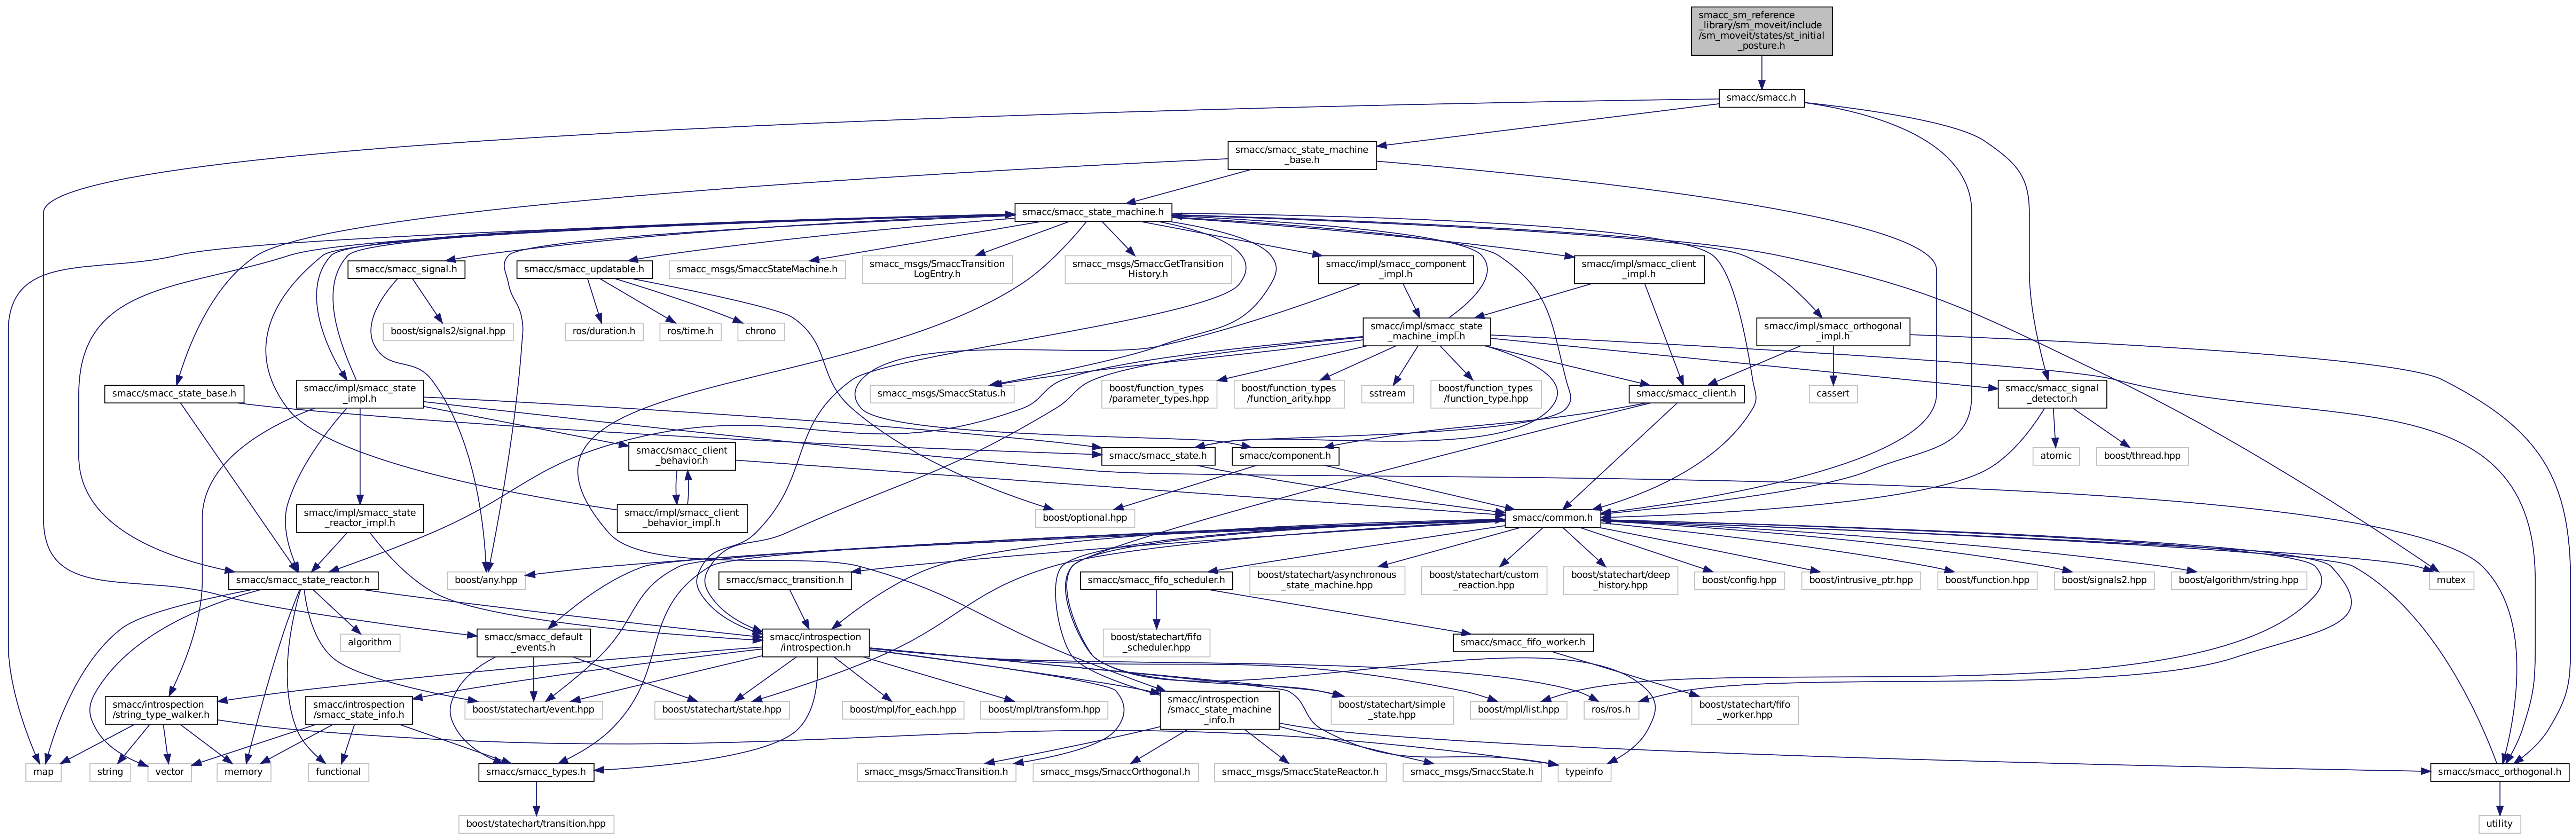 smacc_sm_reference
_library/sm_moveit/include
/sm_moveit/states/st_initial
_posture.h
smacc/smacc.h
smacc/smacc_state_machine
_base.h
smacc/smacc_state_machine.h
smacc/smacc_signal.h
smacc/smacc_updatable.h
smacc_msgs/SmaccStateMachine.h
smacc_msgs/SmaccTransition
LogEntry.h
smacc_msgs/SmaccGetTransition
History.h
smacc/impl/smacc_component
_impl.h
smacc/impl/smacc_client
_impl.h
boost/signals2/signal.hpp
ros/duration.h
ros/time.h
chrono
smacc/impl/smacc_state
_machine_impl.h
smacc/impl/smacc_orthogonal
_impl.h
smacc/smacc_state_base.h
smacc/impl/smacc_state
_impl.h
smacc_msgs/SmaccStatus.h
boost/function_types
/parameter_types.hpp
boost/function_types
/function_arity.hpp
sstream
boost/function_types
/function_type.hpp
smacc/smacc_client.h
cassert
smacc/smacc_signal
_detector.h
smacc/smacc_client
_behavior.h
smacc/smacc_state.h
smacc/component.h
atomic
boost/thread.hpp
smacc/impl/smacc_state
_reactor_impl.h
smacc/impl/smacc_client
_behavior_impl.h
boost/optional.hpp
smacc/common.h
smacc/smacc_state_reactor.h
boost/any.hpp
smacc/smacc_transition.h
smacc/smacc_fifo_scheduler.h
boost/statechart/asynchronous
_state_machine.hpp
boost/statechart/custom
_reaction.hpp
boost/statechart/deep
_history.hpp
boost/config.hpp
boost/intrusive_ptr.hpp
boost/function.hpp
boost/signals2.hpp
boost/algorithm/string.hpp
mutex
algorithm
smacc/smacc_default
_events.h
smacc/introspection
/introspection.h
boost/statechart/fifo
_scheduler.hpp
smacc/smacc_fifo_worker.h
smacc/introspection
/string_type_walker.h
smacc/introspection
/smacc_state_info.h
boost/statechart/event.hpp
boost/statechart/state.hpp
boost/mpl/for_each.hpp
boost/mpl/transform.hpp
smacc/introspection
/smacc_state_machine
_info.h
boost/statechart/simple
_state.hpp
boost/mpl/list.hpp
ros/ros.h
boost/statechart/fifo
_worker.hpp
map
string
vector
memory
functional
smacc/smacc_types.h
smacc_msgs/SmaccTransition.h
smacc_msgs/SmaccOrthogonal.h
smacc_msgs/SmaccStateReactor.h
smacc_msgs/SmaccState.h
typeinfo
smacc/smacc_orthogonal.h
boost/statechart/transition.hpp
utility